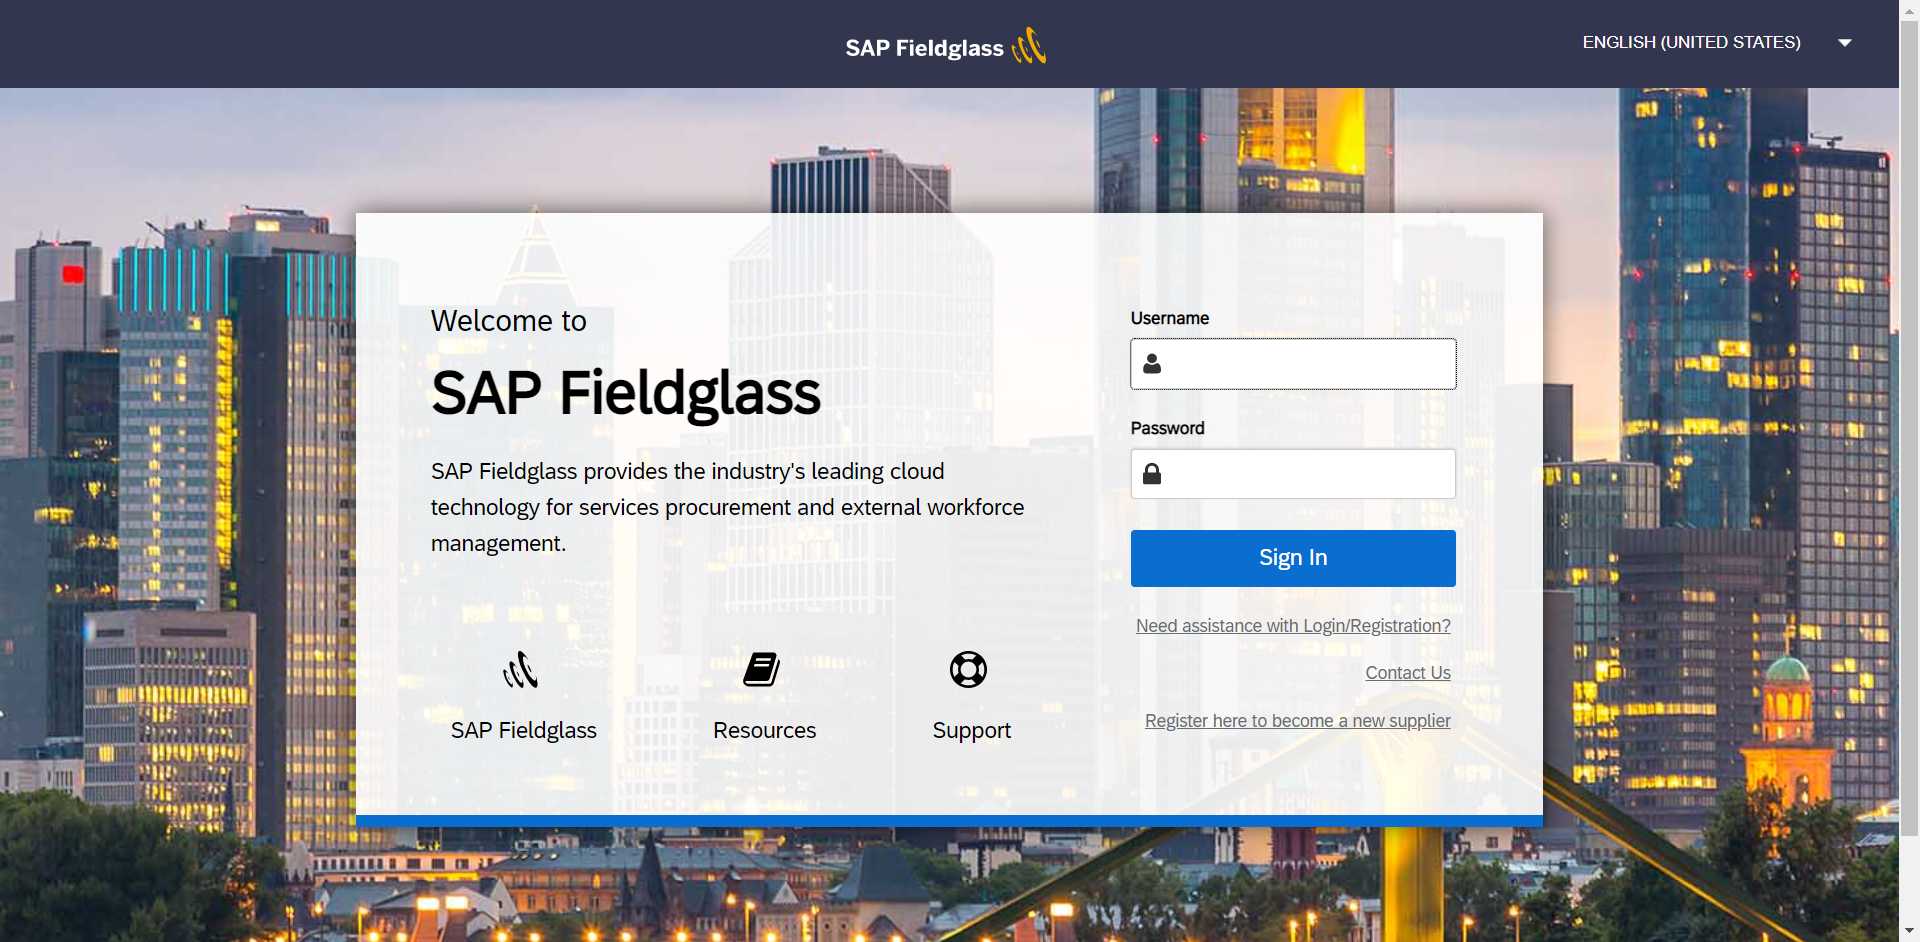 SAP Fieldglass
ENGLISH (UNITED STATES)
Welcome to
SAP Fieldglass
SAP Fieldglass provides the industry's leading cloud
technology for services procurement and external workforce
management.
SAP Fieldglass
Resources
Support
Username
Password
Sign In
Need assistance with Login/Registration?
Contact Us
Register here to become a new supplier